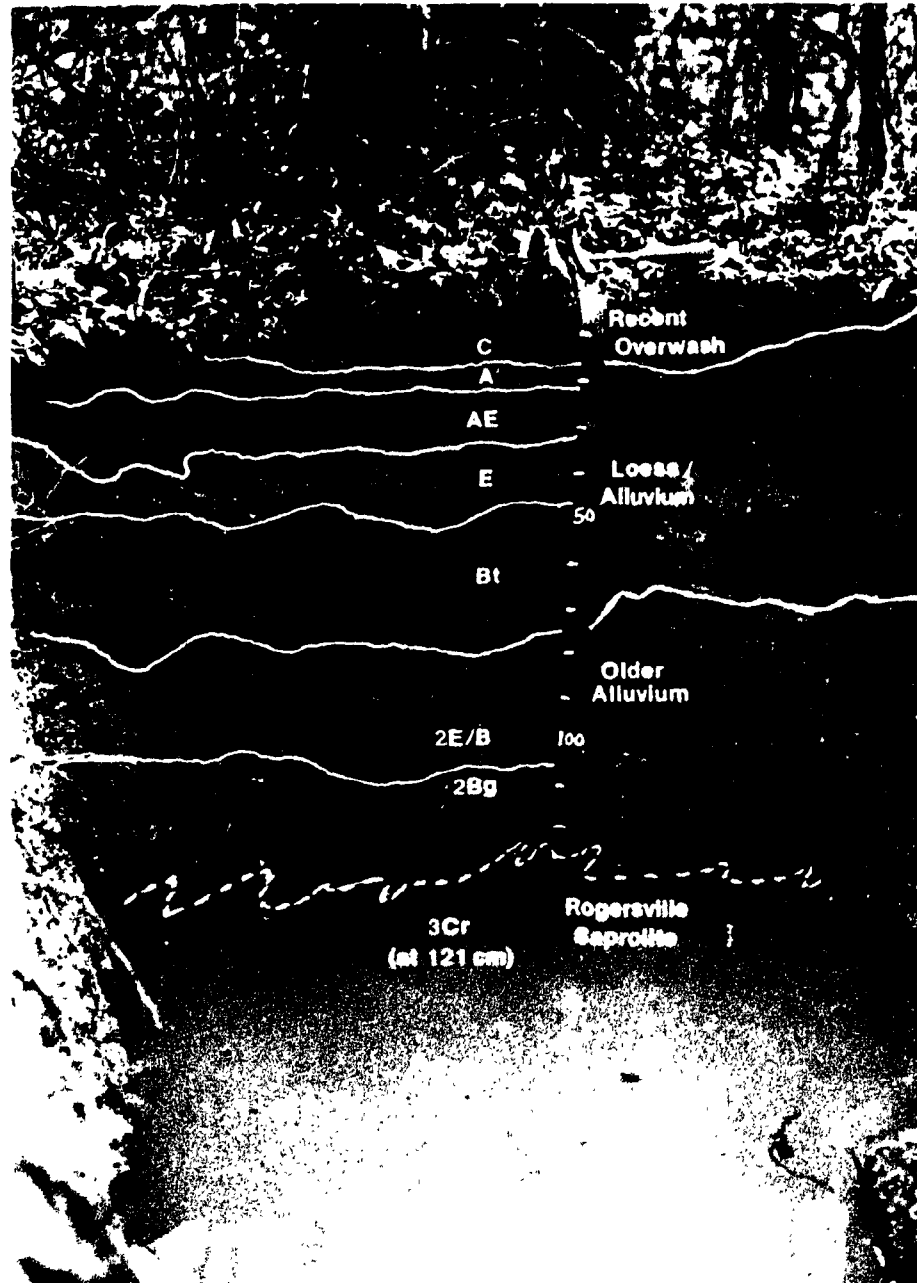 Recent
Overwash
C
A
AE
E
Loess/
Alluvium
50
Bt
Older
Alluvium
2E/B
100
2Bg
3Cr
(at 121 cm)
Rogersville
Saprolite